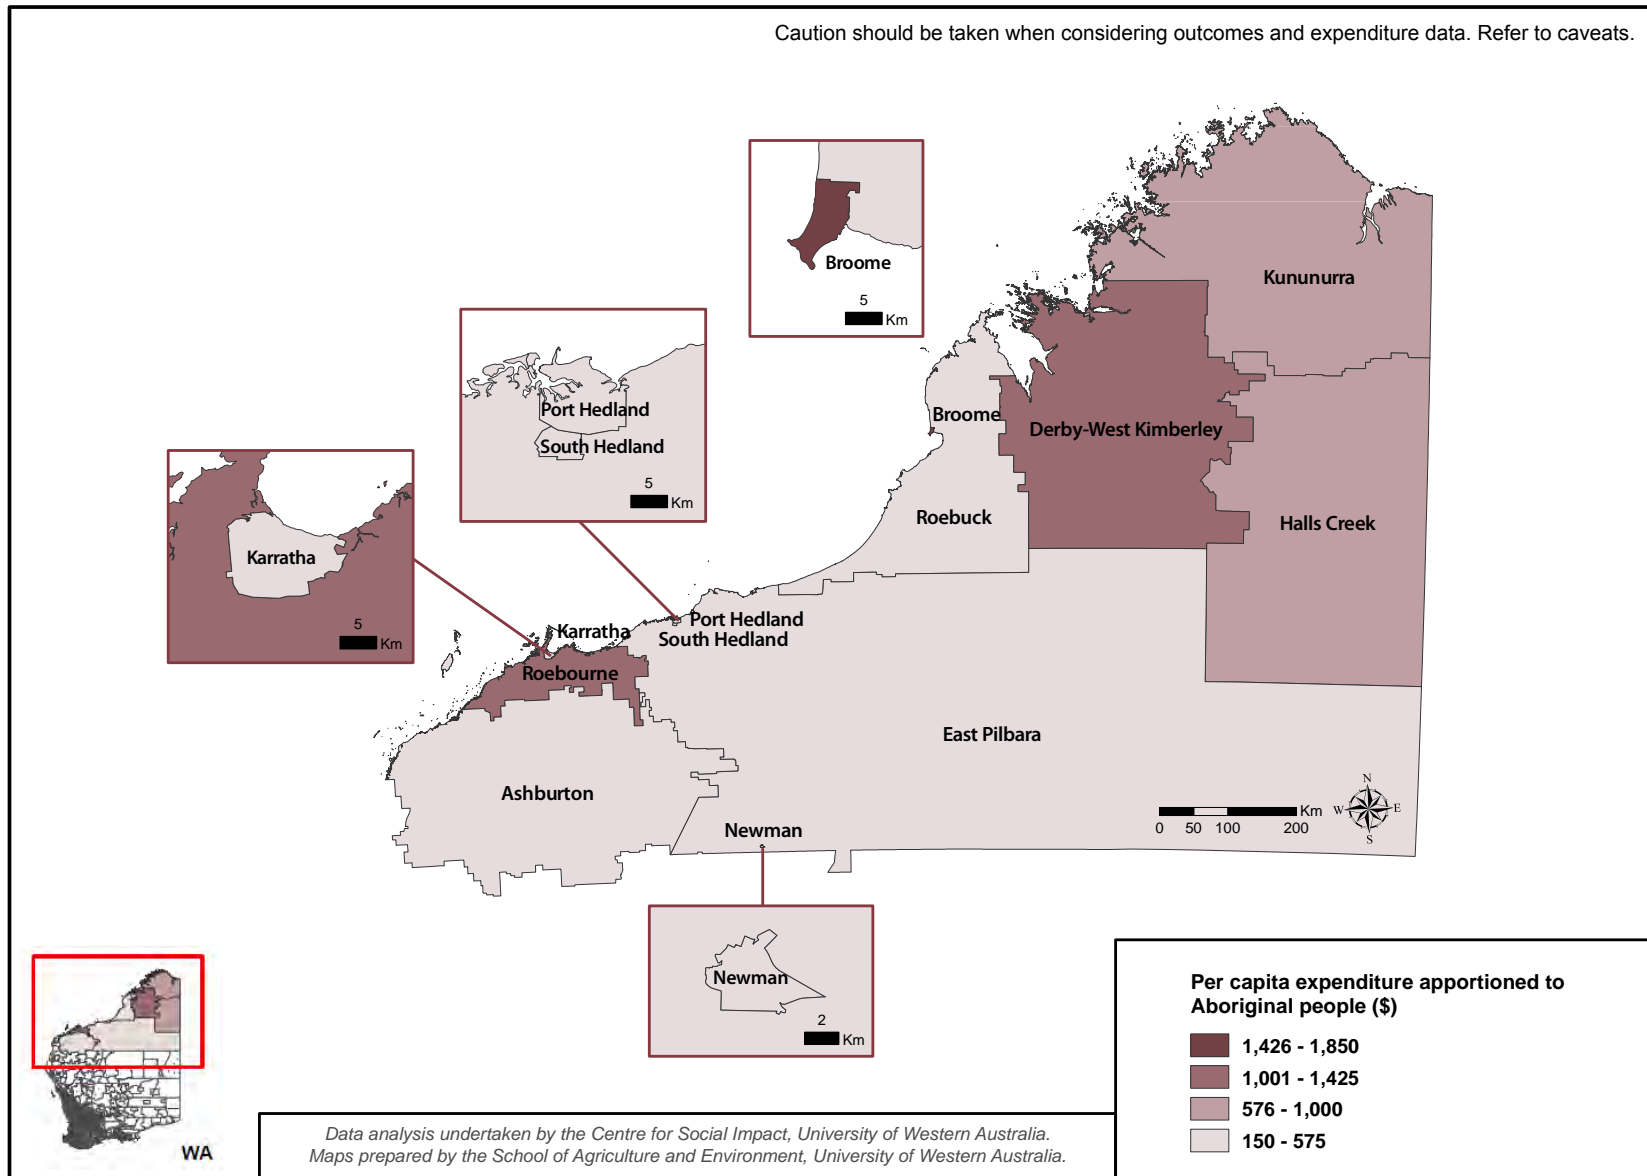 Caution should be taken when considering outcomes and expenditure data. Refer to caveats.
Broome
5
Km
Kununurra
Port Hedland
South Hedland
5
Km
Broome
Derby-West Kimberley
Karratha
5
Km
Roebuck
Halls Creek
Port Hedland
Karratha
South Hedland
Roebourne
East Pilbara
Ashburton
Newman
Km
0 50 100 200
N
W E
S
Newman
2
Km
WA
Per capita expenditure apportioned to
Aboriginal people ($)
1,426 - 1,850
1,001 - 1,425
576 - 1,000
150 - 575
Data analysis undertaken by the Centre for Social Impact, University of Western Australia.
Maps prepared by the School of Agriculture and Environment, University of Western Australia.